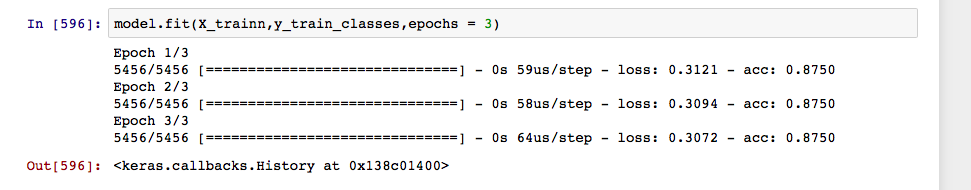 In [596]: model.fit(X_trainn,y_train_classes,epochs = 3)
Epoch 1/3
5456/5456 [==============================] - 0s 59us/step - loss: 0.3121 - acc: 0.8750
Epoch 2/3
5456/5456 [==============================] - 0s 58us/step - loss: 0.3094 - acc: 0.8750
Epoch 3/3
5456/5456 [==============================] - 0s 64us/step - loss: 0.3072 - acc: 0.8750
Out[596]: <keras.callbacks.History at 0x138c01400>